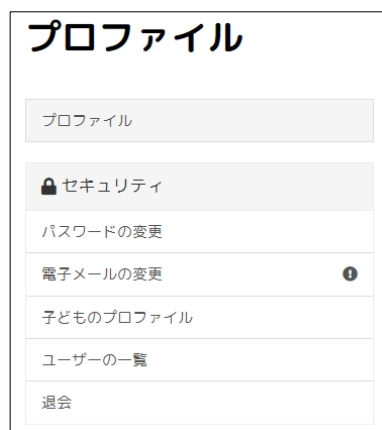 プロファイル
プロファイル
セキュリティ
パスワードの変更
電子メールの変更
子どものプロファイル
ユーザーの一覧
退会